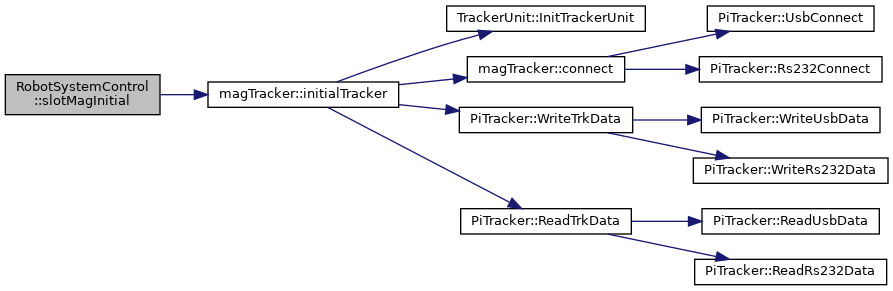 RobotSystemControl
::slotMagInitial
magTracker::initialTracker
TrackerUnit::InitTrackerUnit
magTracker::connect
PiTracker::WriteTrkData
PiTracker::ReadTrkData
PiTracker::UsbConnect
PiTracker::Rs232Connect
PiTracker::WriteUsbData
PiTracker::WriteRs232Data
PiTracker::ReadUsbData
PiTracker::ReadRs232Data